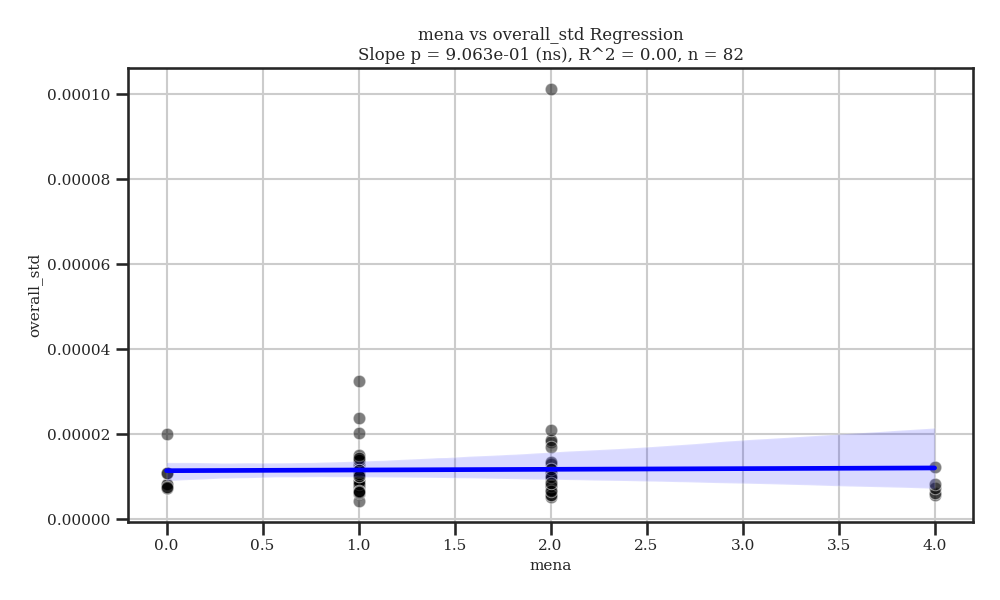 mena vs overall_std Regression
Slope p = 9.063e-01 (ns), R^2 = 0.00, n = 82
0.00010
0.00008
0.00006
0.00004
0.00002
0.00000
overall_std
0.0 0.5 1.0 1.5 2.0 2.5 3.0 3.5 4.0
mena